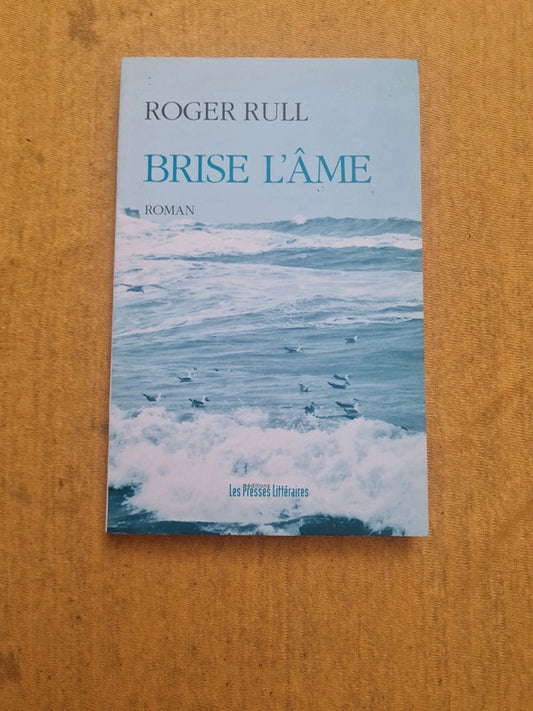 ROGER RULL
BRISE L'ÂME
ROMAN
éditions
Les Presses Littéraires